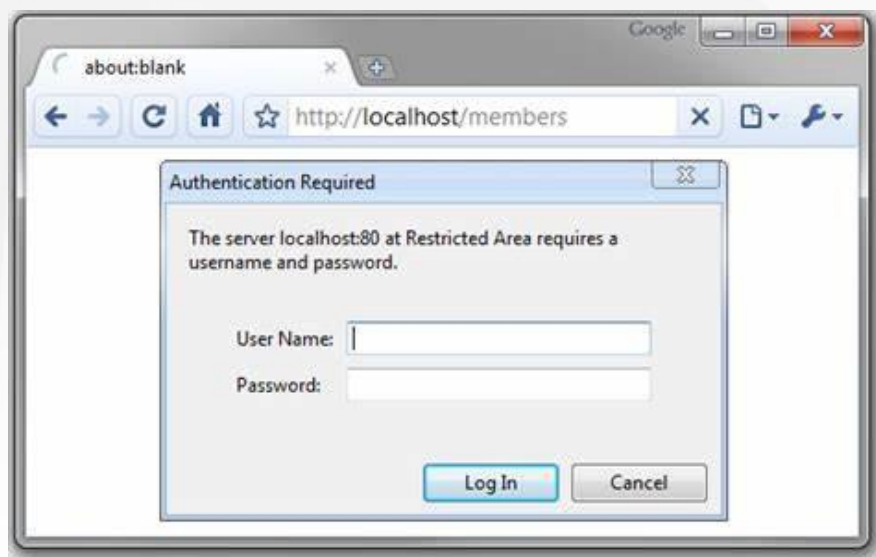 Google
about:blank
http://localhost/members
Authentication Required
The server localhost:80 at Restricted Area requires a
username and password.
User Name:
Password:
Log In
Cancel